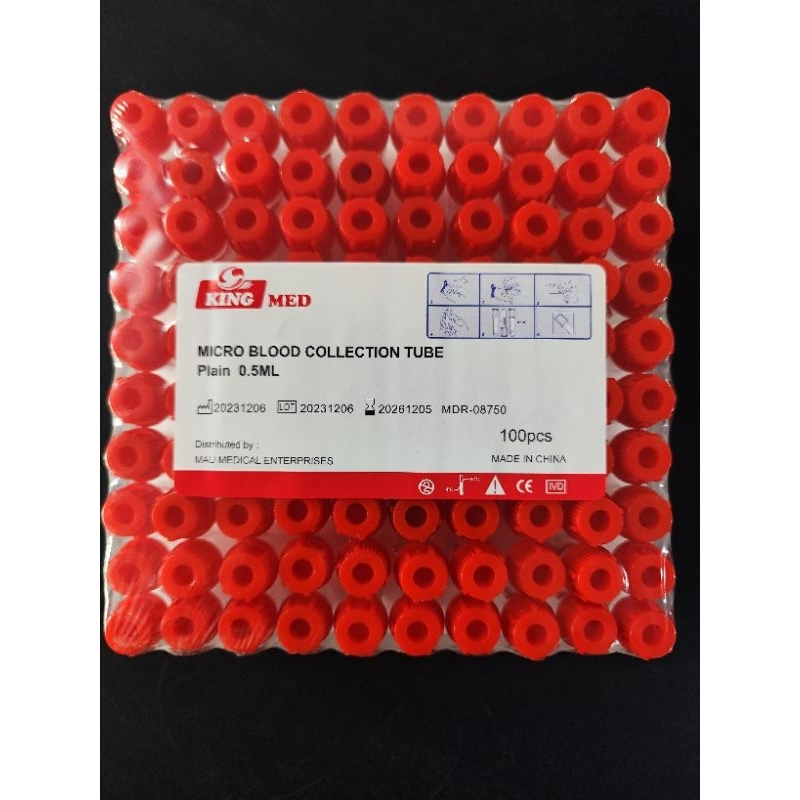 KING MED
MICRO BLOOD COLLECTION TUBE
Plain 0.5ML
20231206 LOT 20231206 20261205 MDR-08750
100pcs
Distributed by :
MAU MEDICAL ENTERPRISES MADE IN CHINA
CE IVD